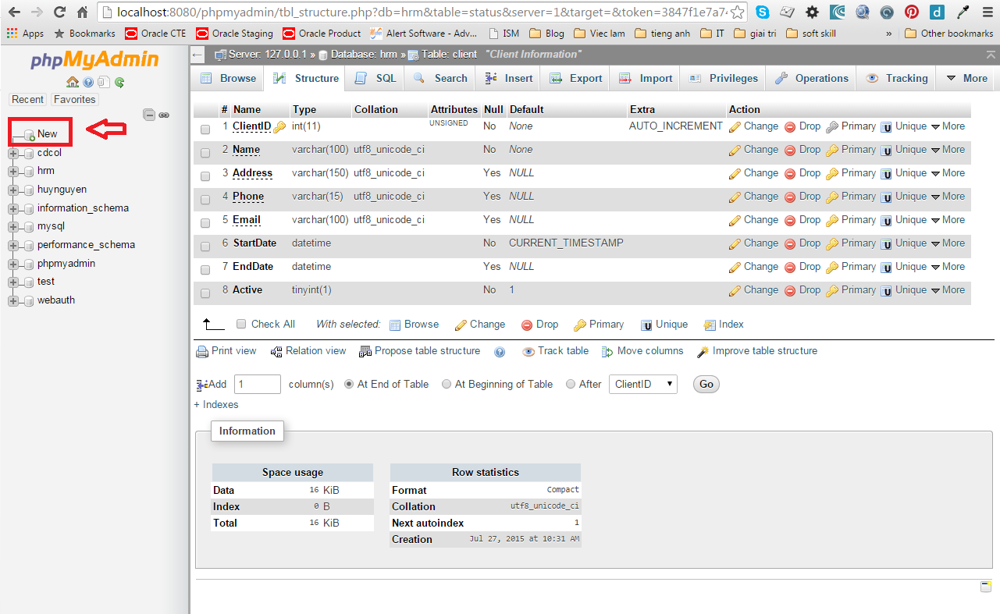 localhost:8080/phpmyadmin/tbl_structure.php?db=hrm&table=status&server=1&target=&token=3847f1e7a74
Apps Bookmarks Oracle CTE Oracle Staging Oracle Product Alert Software - Adv... ISM Blog Viec lam tieng anh IT giai tri soft skill » Other bookmarks
phpMyAdmin
Recent Favorites
New
cdcol
hrm
huynguyen
information_schema
mysql
performance_schema
phpmyadmin
test
webauth
Server: 127.0.0.1 » Database: hrm » Table: client "Client Information"
Browse Structure SQL Search Insert Export Import Privileges Operations Tracking More
# Name Type Collation Attributes Null Default Extra Action
1 ClientID int(11) UNSIGNED No None AUTO_INCREMENT Change Drop Primary Unique More
2 Name varchar(100) utf8_unicode_ci No None Change Drop Primary Unique More
3 Address varchar(150) utf8_unicode_ci Yes NULL Change Drop Primary Unique More
4 Phone varchar(15) utf8_unicode_ci Yes NULL Change Drop Primary Unique More
5 Email varchar(100) utf8_unicode_ci Yes NULL Change Drop Primary Unique More
6 StartDate datetime No CURRENT_TIMESTAMP Change Drop Primary Unique More
7 EndDate datetime Yes NULL Change Drop Primary Unique More
8 Active tinyint(1) No 1 Change Drop Primary Unique More
Check All With selected: Browse Change Drop Primary Unique Index
Print view Relation view Propose table structure Track table Move columns Improve table structure
Add 1 column(s) At End of Table At Beginning of Table After ClientID Go
+ Indexes
Information
Space usage
Data 16 KiB
Index 0 B
Total 16 KiB
Row statistics
Format Compact
Collation utf8_unicode_ci
Next autoindex 1
Creation Jul 27, 2015 at 10:31 AM